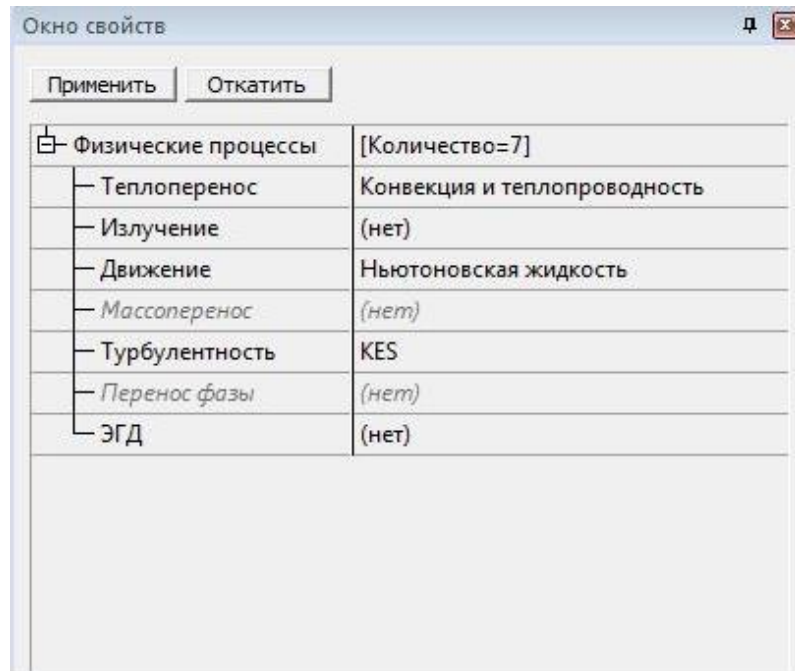 Окно свойств
Применить Откатить
Физические процессы [Количество=7]
Теплоперенос Конвекция и теплопроводность
Излучение (нет)
Движение Ньютоновская жидкость
Массоперенос (нет)
Турбулентность KES
Перенос фазы (нет)
ЭГД (нет)